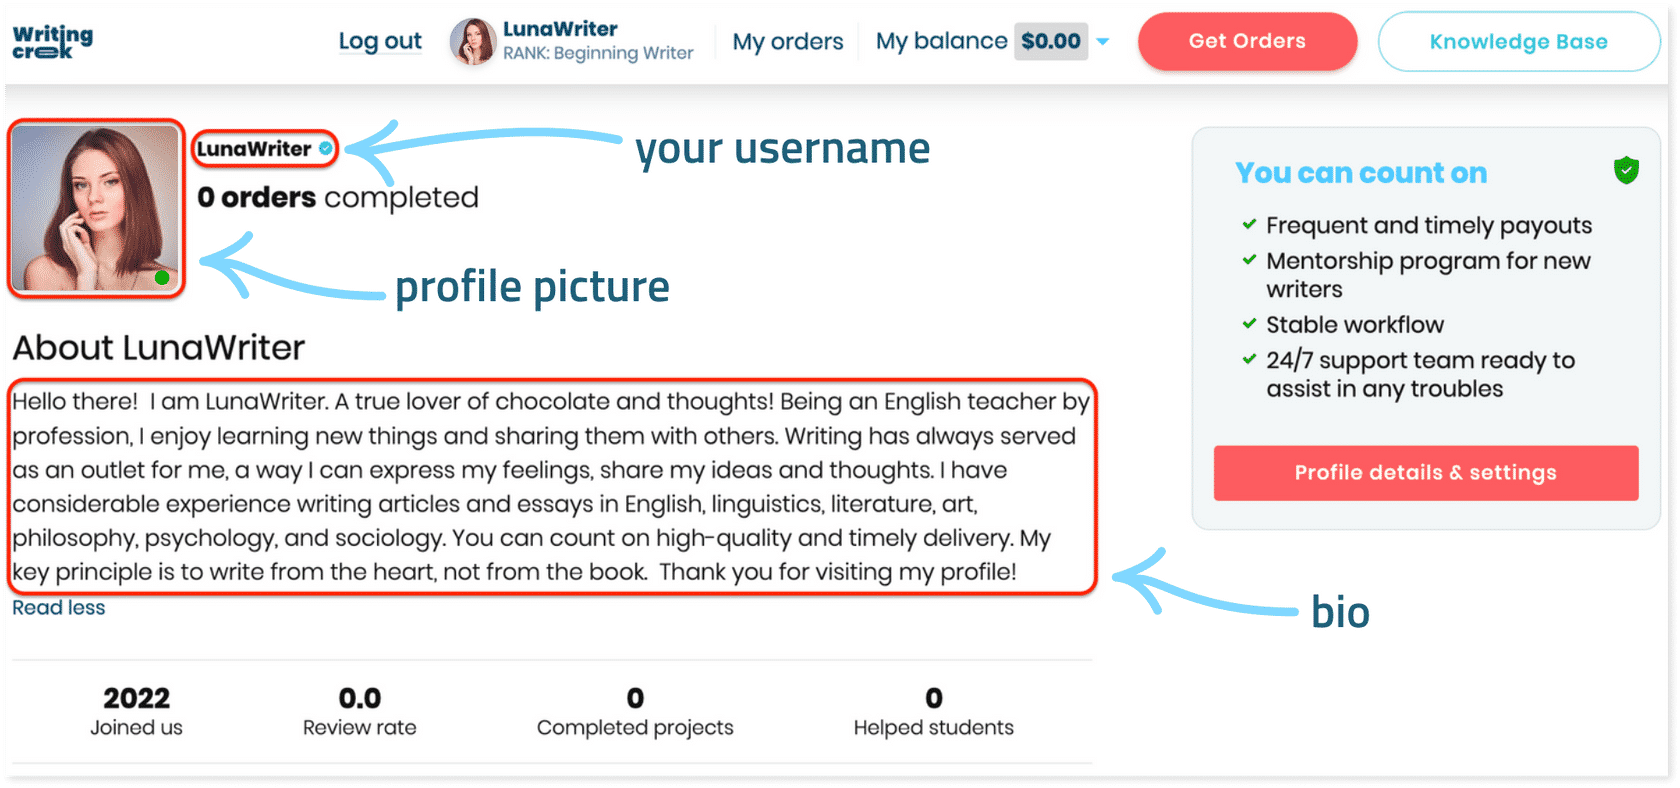 Writing
creek
Log out
LunaWriter
RANK: Beginning Writer
My orders
My balance $0.00
Get Orders
Knowledge Base
LunaWriter
your username
0 orders completed
profile picture
About LunaWriter
Hello there!  I am LunaWriter. A true lover of chocolate and thoughts! Being an English teacher by
profession, I enjoy learning new things and sharing them with others. Writing has always served
as an outlet for me, a way I can express my feelings, share my ideas and thoughts. I have
considerable experience writing articles and essays in English, linguistics, literature, art,
philosophy, psychology, and sociology. You can count on high-quality and timely delivery. My
key principle is to write from the heart, not from the book.  Thank you for visiting my profile!
Read less
bio
2022
Joined us
0.0
Review rate
0
Completed projects
0
Helped students
You can count on
Frequent and timely payouts
Mentorship program for new
writers
Stable workflow
24/7 support team ready to
assist in any troubles
Profile details & settings